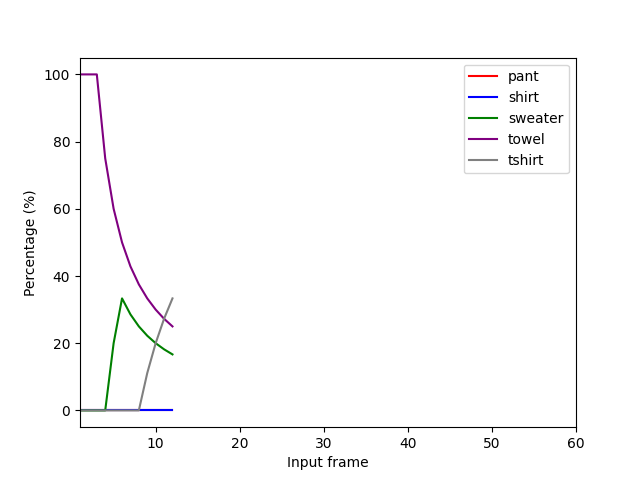 100
80
60
40
20
0
Percentage (%)
pant
shirt
sweater
towel
tshirt
10 20 30 40 50 60
Input frame